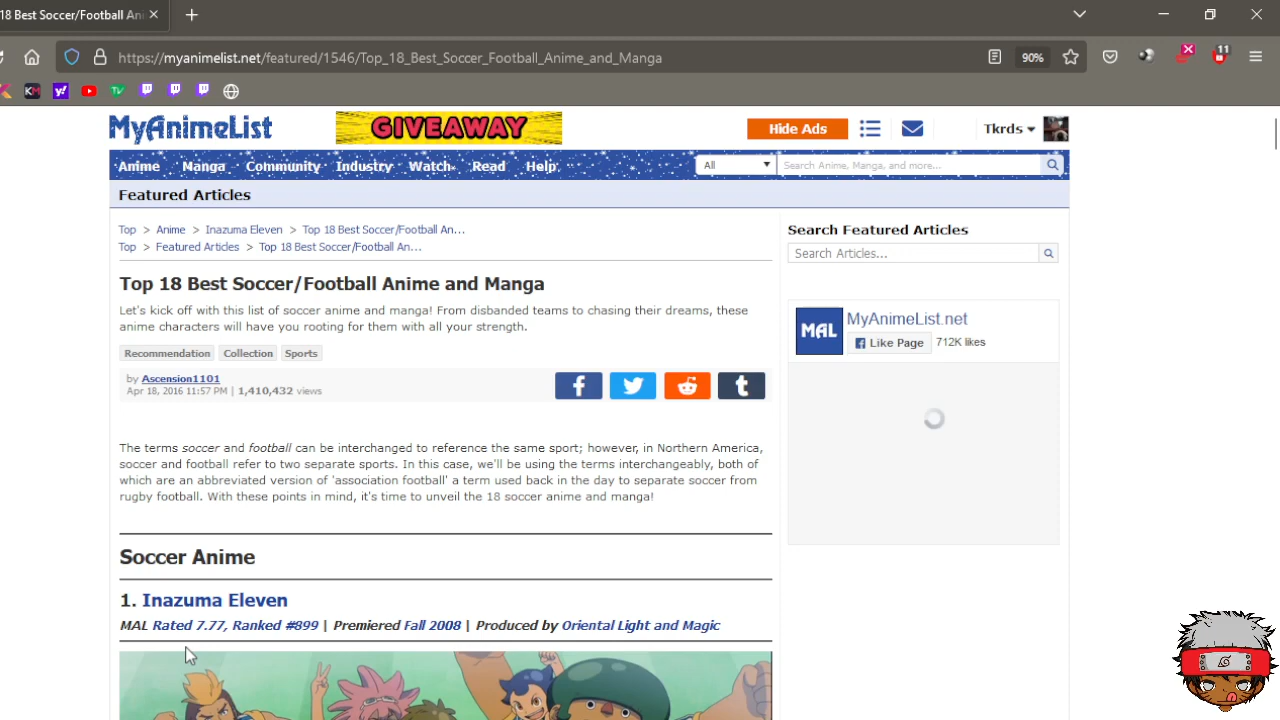 18 Best Soccer/Football Ani
https://myanimelist.net/featured/1546/Top_18_Best_Soccer_Football_Anime_and_Manga
90%
11
KM
y!
TV
MyAnimeList
GIVEAWAY
Hide Ads
Tkrds
Anime Manga Community Industry Watch Read Help
All
Search Anime, Manga, and more...
Featured Articles
Top > Anime > Inazuma Eleven > Top 18 Best Soccer/Football An...
Top > Featured Articles > Top 18 Best Soccer/Football An...
Search Featured Articles
Search Articles...
Top 18 Best Soccer/Football Anime and Manga
Let's kick off with this list of soccer anime and manga! From disbanded teams to chasing their dreams, these
anime characters will have you rooting for them with all your strength.
Recommendation Collection Sports
by Ascension1101
Apr 18, 2016 11:57 PM | 1,410,432 views
MAL
MyAnimeList.net
Like Page
712K likes
The terms soccer and football can be interchanged to reference the same sport; however, in Northern America,
soccer and football refer to two separate sports. In this case, we'll be using the terms interchangeably, both of
which are an abbreviated version of 'association football' a term used back in the day to separate soccer from
rugby football. With these points in mind, it's time to unveil the 18 soccer anime and manga!
Soccer Anime
1. Inazuma Eleven
MAL Rated 7.77, Ranked #899 | Premiered Fall 2008 | Produced by Oriental Light and Magic